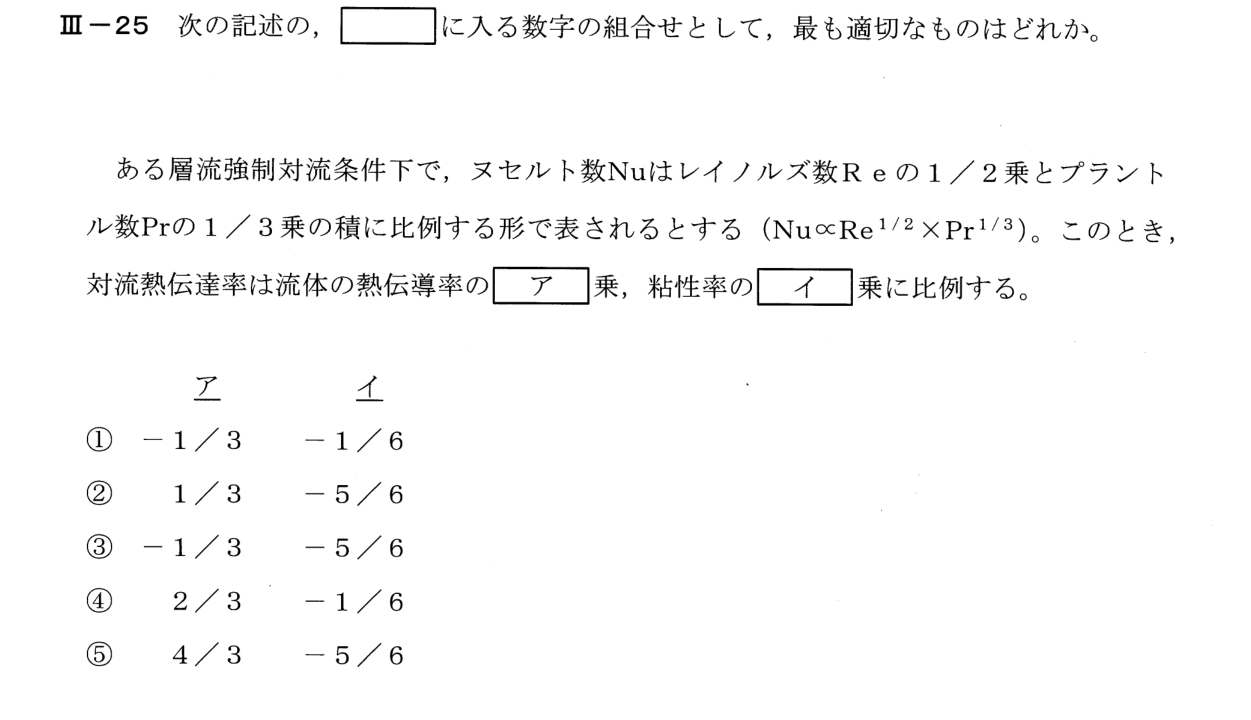 Ⅲ－25　次の記述の，　　　に入る数字の組合せとして，最も適切なものはどれか。
ある層流強制対流条件下で，ヌセルト数Nuはレイノルズ数Ｒｅの１／２乗とプラント
ル数Prの１／３乗の積に比例する形で表されるとする（Nu∝Re¹ᐟ²×Pr¹ᐟ³）。このとき，
対流熱伝達率は流体の熱伝導率の　ア　乗，粘性率の　イ　乗に比例する。
ア　イ
①　－１／３　－１／６
②　１／３　－５／６
③　－１／３　－５／６
④　２／３　－１／６
⑤　４／３　－５／６